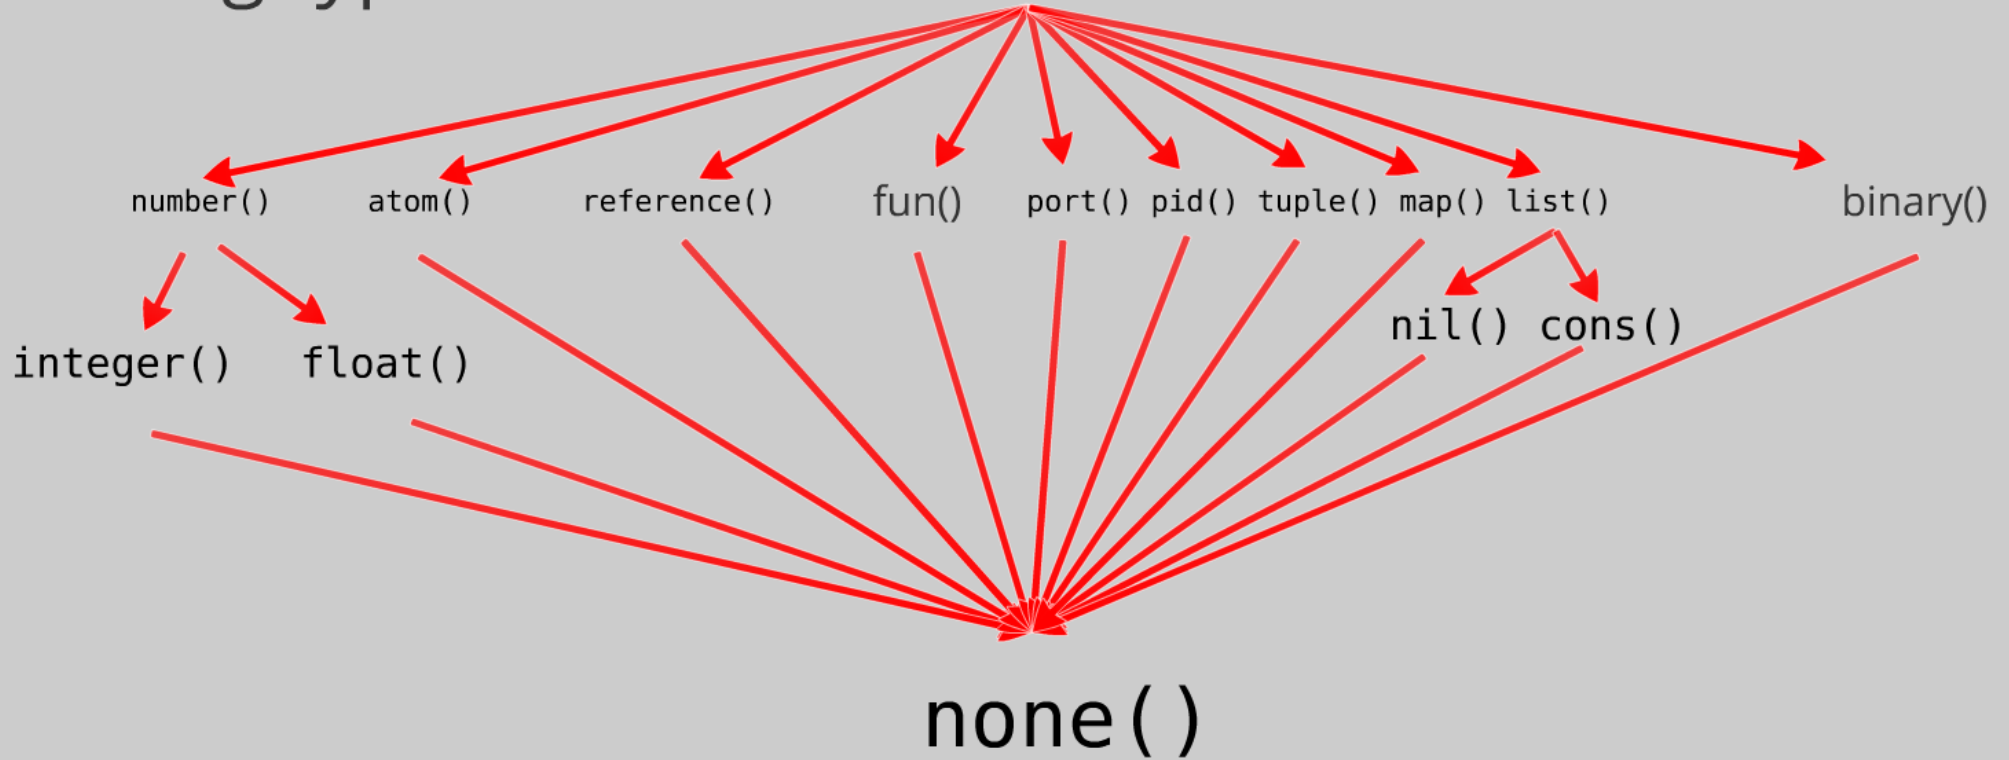 number() atom() reference() fun() port() pid() tuple() map() list() binary()
nil() cons()
integer() float()
none()